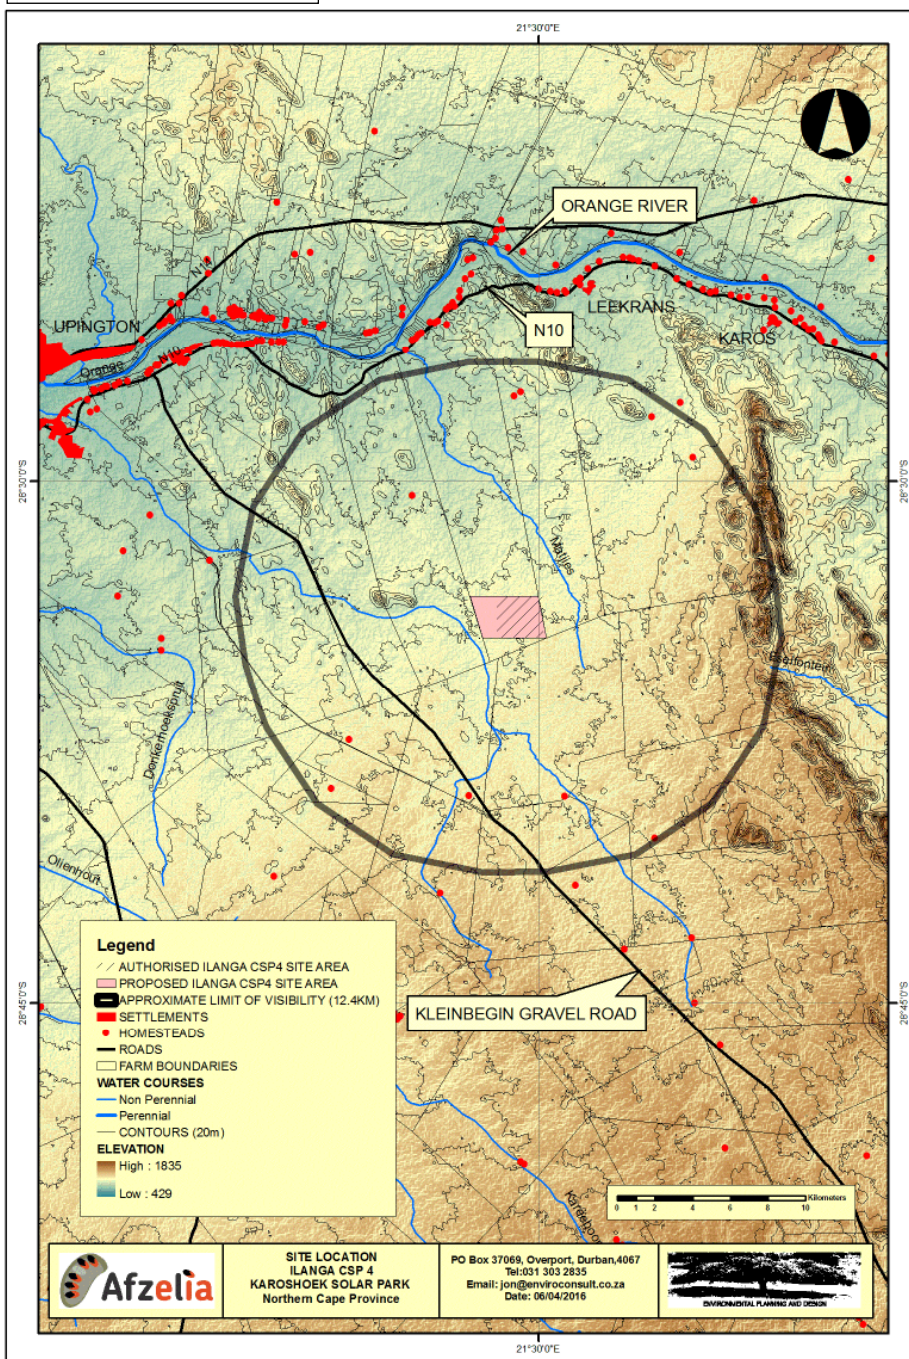 21°30'0"E
ORANGE RIVER
N14
UPINGTON
LEEKRANS
N10
KAROS
N10
Orange
28°30'0"S
28°30'0"S
Matjies
Donkerhoekspruit
Olienhout
Legend
AUTHORISED ILANGA CSP4 SITE AREA
PROPOSED ILANGA CSP4 SITE AREA
APPROXIMATE LIMIT OF VISIBILITY (12.4KM)
SETTLEMENTS
HOMESTEADS
ROADS
FARM BOUNDARIES
WATER COURSES
Non Perennial
Perennial
CONTOURS (20m)
ELEVATION
High : 1835
Low : 429
28°45'0"S
28°45'0"S
KLEINBEGIN GRAVEL ROAD
Kilometers
0 1 2 4 6 8 10
Afzelia
SITE LOCATION
ILANGA CSP 4
KAROSHOEK SOLAR PARK
Northern Cape Province
PO Box 37069, Overport, Durban,4067
Tel:031 303 2835
Email: jon@enviroconsult.co.za
Date: 06/04/2016
ENVIRONMENTAL PLANNING AND DESIGN
21°30'0"E